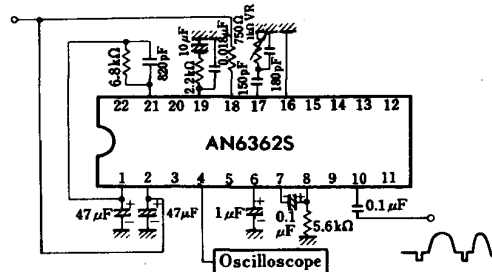 10μF
0.018μF
750Ω
1kΩ VR
6.8kΩ
820pF
2.2kΩ
150pF
180pF
22 21 20 19 18 17 16 15 14 13 12
AN6362S
1 2 3 4 5 6 7 8 9 10 11
47μF
47μF
1μF
0.1
μF
5.6kΩ
0.1μF
Oscilloscope